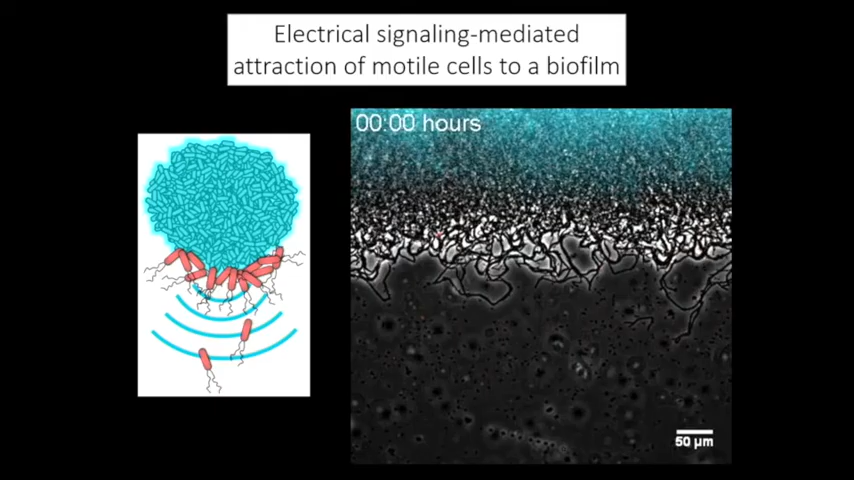 Electrical signaling-mediated
attraction of motile cells to a biofilm
00:00 hours
50 μm